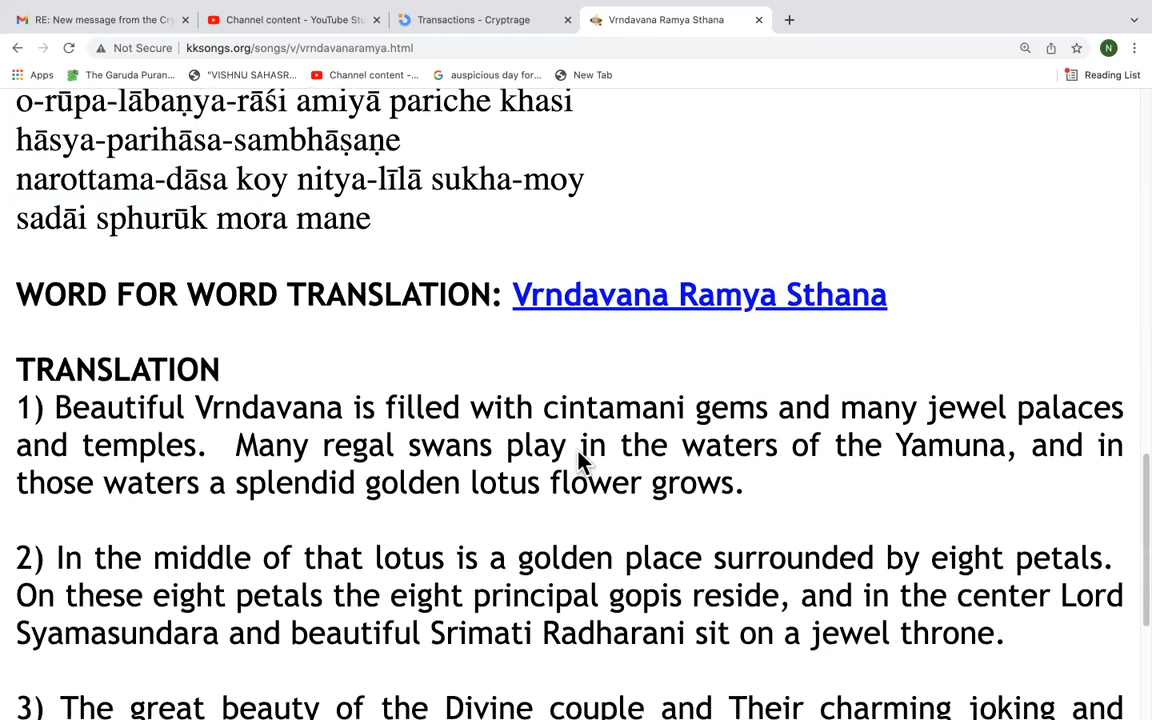 RE: New message from the Cry
Channel content - YouTube Stu
Transactions - Cryptrage
Vrndavana Ramya Sthana
Not Secure | kksongs.org/songs/v/vrndavanaramya.html
N
Apps
The Garuda Puran...
"VISHNU SAHASR...
Channel content -...
auspicious day for...
New Tab
Reading List
o-rūpa-lābaṇya-rāśi amiyā pariche khasi
hāsya-parihāsa-sambhāṣaṇe
narottama-dāsa koy nitya-līlā sukha-moy
sadāi sphurūk mora mane
WORD FOR WORD TRANSLATION: Vrndavana Ramya Sthana
TRANSLATION
1) Beautiful Vrndavana is filled with cintamani gems and many jewel palaces
and temples. Many regal swans play in the waters of the Yamuna, and in
those waters a splendid golden lotus flower grows.
2) In the middle of that lotus is a golden place surrounded by eight petals.
On these eight petals the eight principal gopis reside, and in the center Lord
Syamasundara and beautiful Srimati Radharani sit on a jewel throne.
3) The great beauty of the Divine couple and Their charming joking and